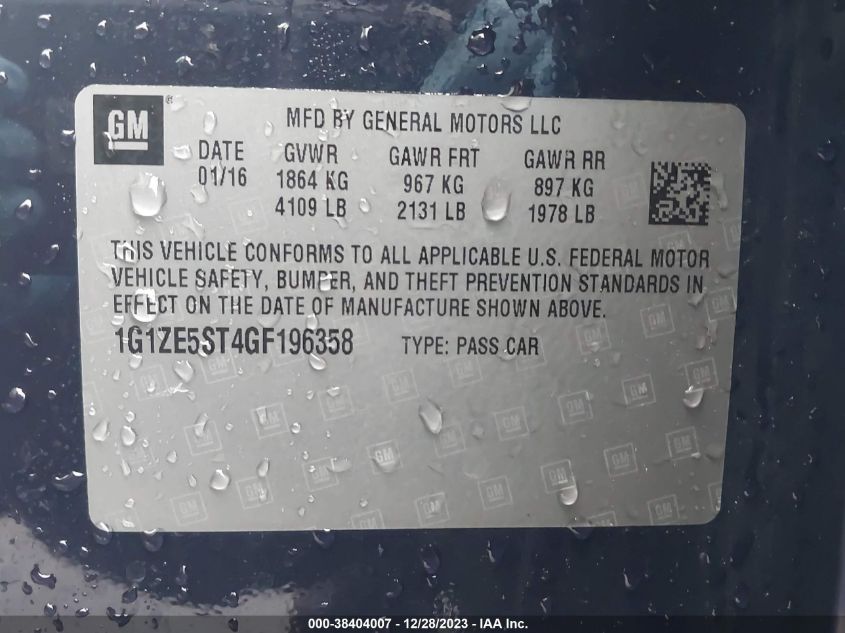 GM ®
MFD BY GENERAL MOTORS LLC
DATE GVWR GAWR FRT GAWR RR
01/16 1864 KG 967 KG 897 KG
4109 LB 2131 LB 1978 LB
THIS VEHICLE CONFORMS TO ALL APPLICABLE U.S. FEDERAL MOTOR
VEHICLE SAFETY, BUMPER, AND THEFT PREVENTION STANDARDS IN
EFFECT ON THE DATE OF MANUFACTURE SHOWN ABOVE.
1G1ZE5ST4GF196358 TYPE: PASS CAR
000-38404007 - 12/28/2023 - IAA Inc.